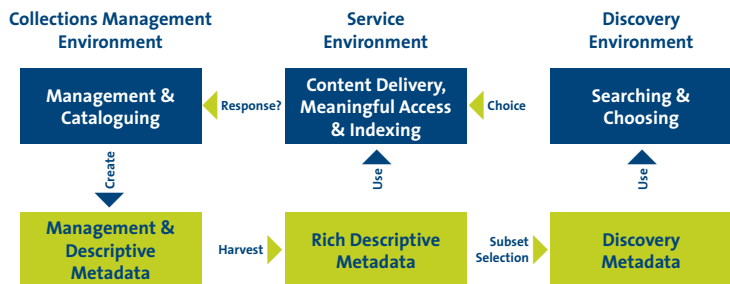 Collections Management
Environment
Service
Environment
Discovery
Environment
Management &
Cataloguing
Response?
Content Delivery,
Meaningful Access
& Indexing
Choice
Searching &
Choosing
Create
Use
Use
Management &
Descriptive
Metadata
Harvest
Rich Descriptive
Metadata
Subset
Selection
Discovery
Metadata